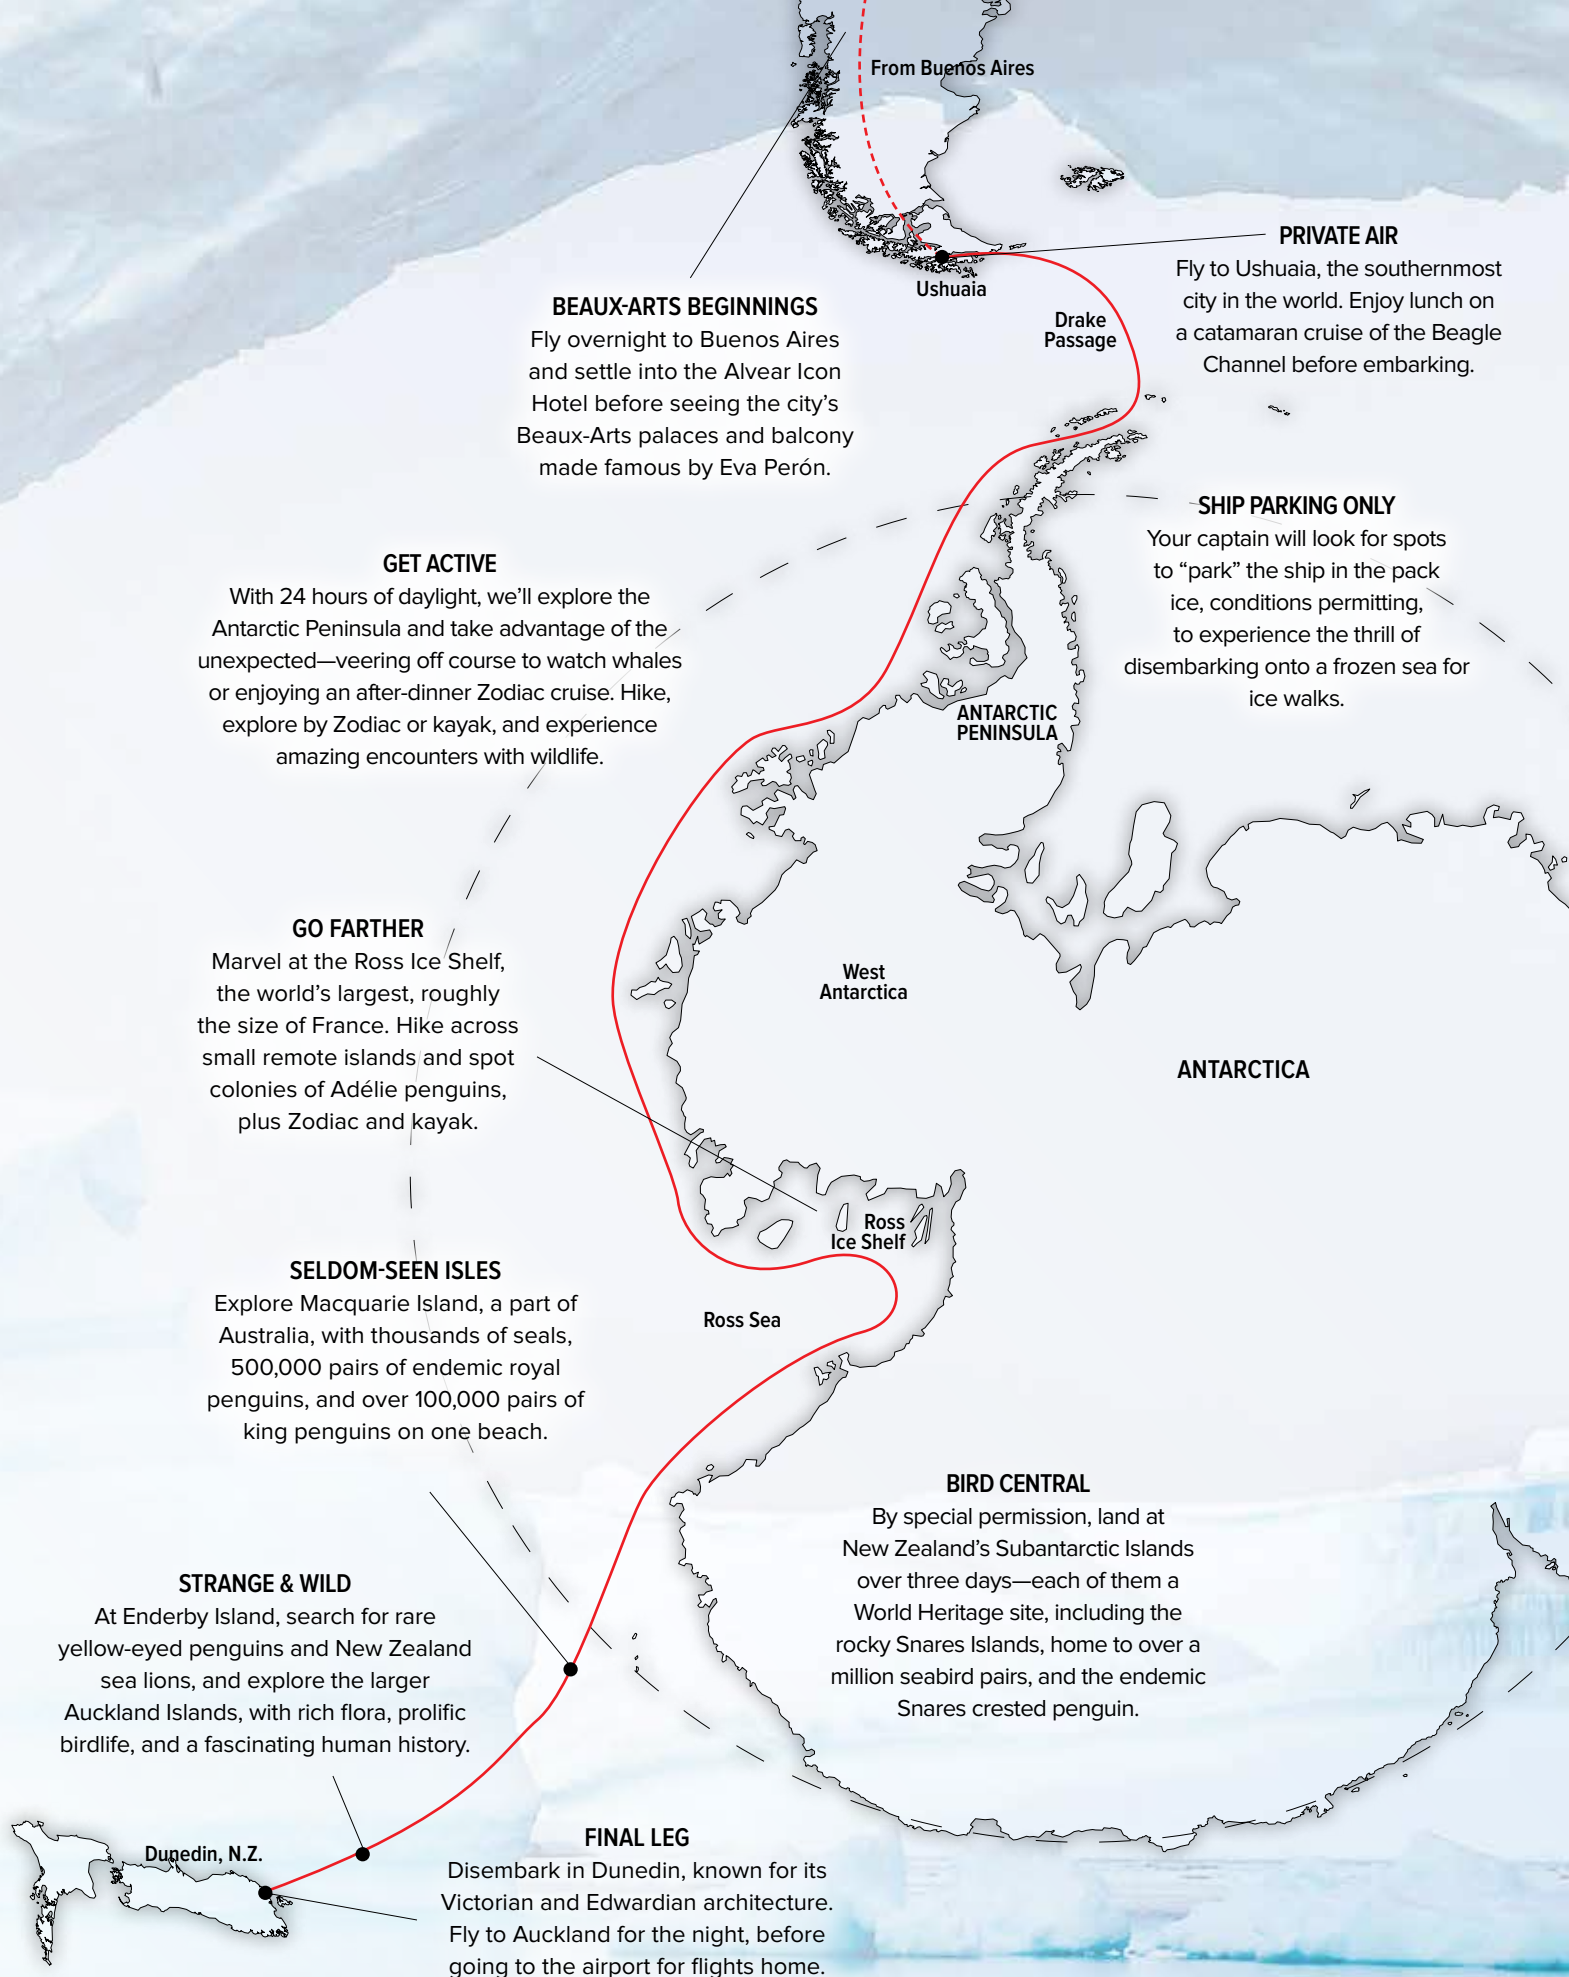 From Buenos Aires
PRIVATE AIR
Fly to Ushuaia, the southernmost
city in the world. Enjoy lunch on
a catamaran cruise of the Beagle
Channel before embarking.
Ushuaia
Drake
Passage
BEAUX-ARTS BEGINNINGS
Fly overnight to Buenos Aires
and settle into the Alvear Icon
Hotel before seeing the city’s
Beaux-Arts palaces and balcony
made famous by Eva Perón.
SHIP PARKING ONLY
Your captain will look for spots
to “park” the ship in the pack
ice, conditions permitting,
to experience the thrill of
disembarking onto a frozen sea for
ice walks.
GET ACTIVE
With 24 hours of daylight, we’ll explore the
Antarctic Peninsula and take advantage of the
unexpected—veering off course to watch whales
or enjoying an after-dinner Zodiac cruise. Hike,
explore by Zodiac or kayak, and experience
amazing encounters with wildlife.
ANTARCTIC
PENINSULA
GO FARTHER
Marvel at the Ross Ice Shelf,
the world’s largest, roughly
the size of France. Hike across
small remote islands and spot
colonies of Adélie penguins,
plus Zodiac and kayak.
West
Antarctica
ANTARCTICA
Ross
Ice Shelf
Ross Sea
SELDOM-SEEN ISLES
Explore Macquarie Island, a part of
Australia, with thousands of seals,
500,000 pairs of endemic royal
penguins, and over 100,000 pairs of
king penguins on one beach.
BIRD CENTRAL
By special permission, land at
New Zealand’s Subantarctic Islands
over three days—each of them a
World Heritage site, including the
rocky Snares Islands, home to over a
million seabird pairs, and the endemic
Snares crested penguin.
STRANGE & WILD
At Enderby Island, search for rare
yellow-eyed penguins and New Zealand
sea lions, and explore the larger
Auckland Islands, with rich flora, prolific
birdlife, and a fascinating human history.
Dunedin, N.Z.
FINAL LEG
Disembark in Dunedin, known for its
Victorian and Edwardian architecture.
Fly to Auckland for the night, before
going to the airport for flights home.